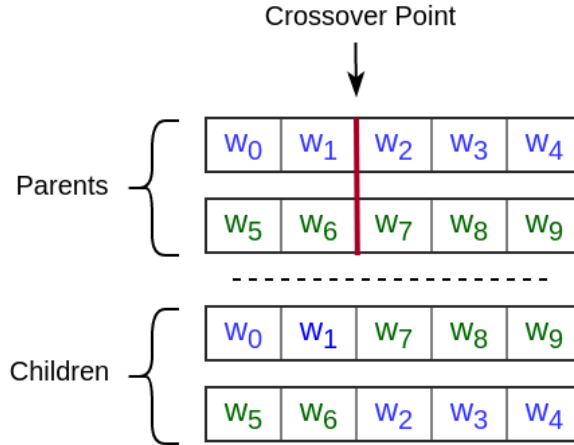 Crossover Point
w₀ w₁ w₂ w₃ w₄
Parents
w₅ w₆ w₇ w₈ w₉
w₀ w₁ w₇ w₈ w₉
Children
w₅ w₆ w₂ w₃ w₄